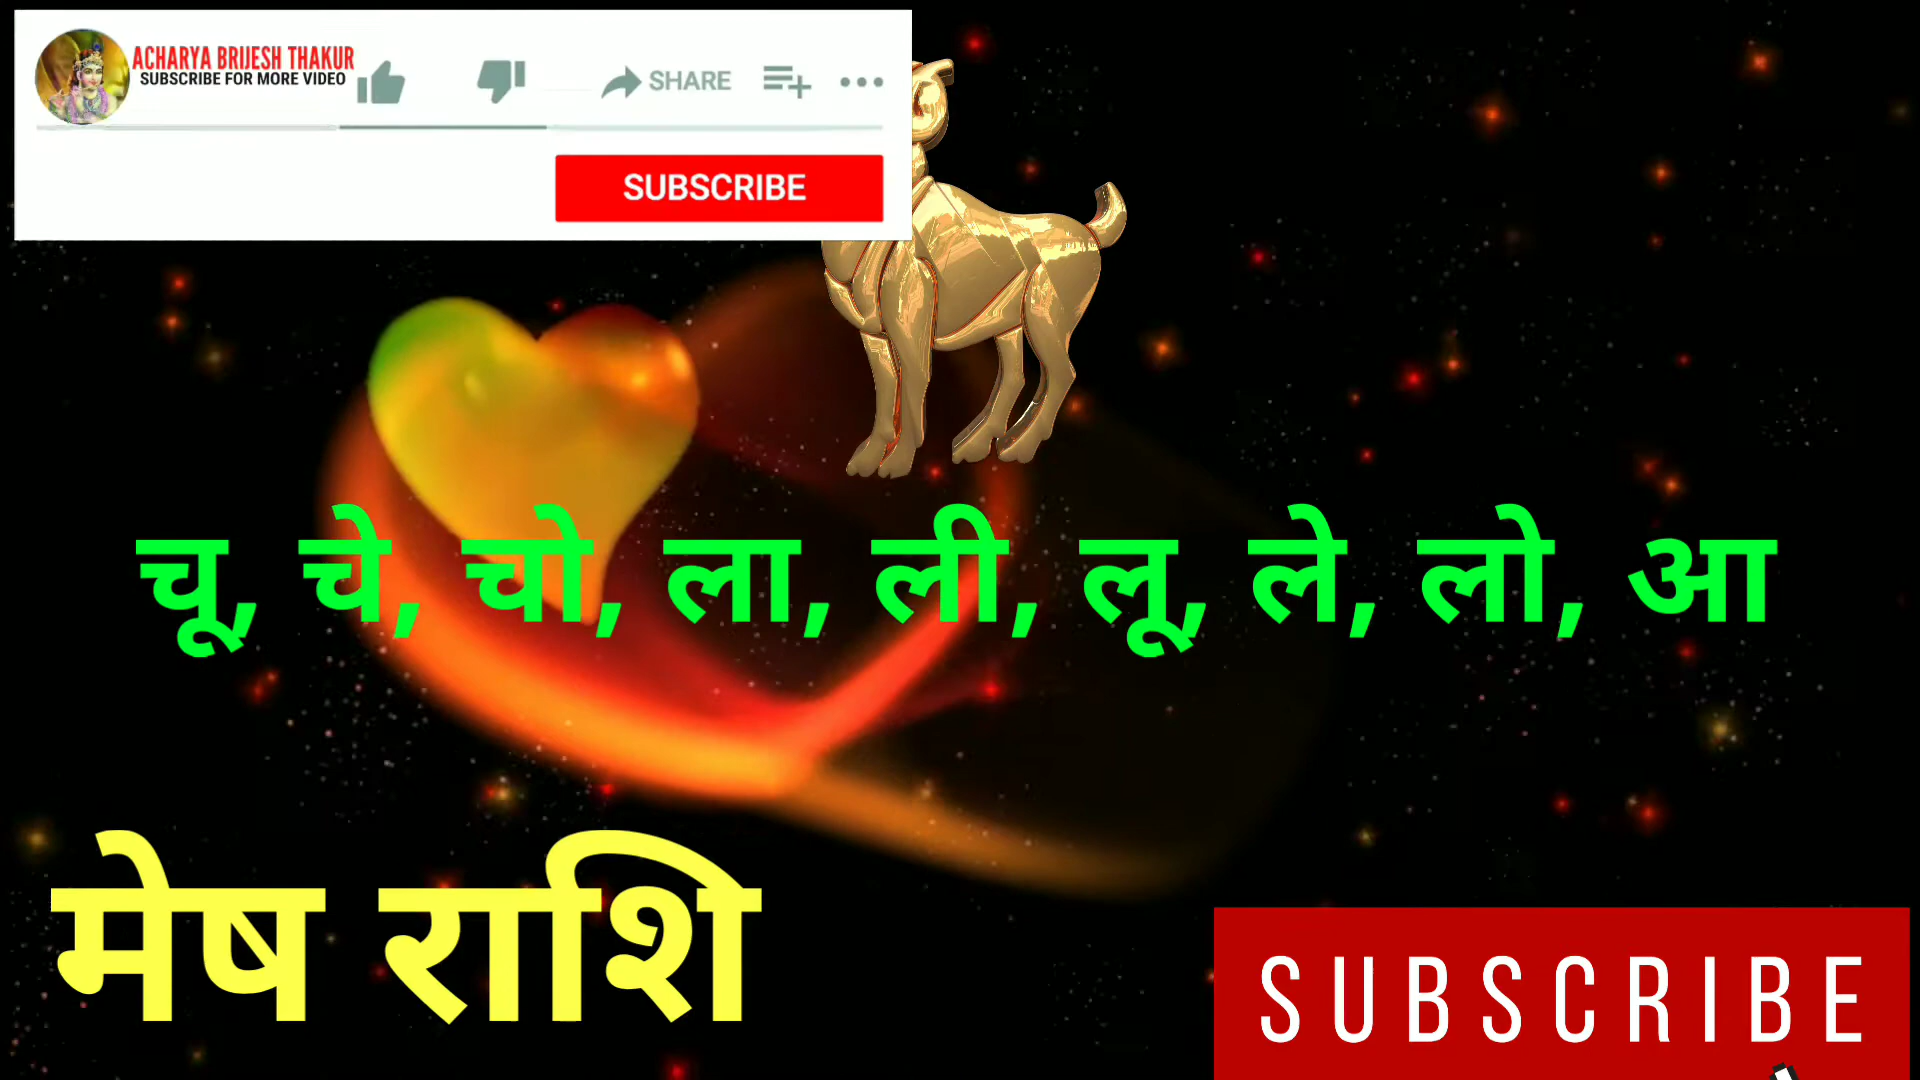 ACHARYA BRIJESH THAKUR
SUBSCRIBE FOR MORE VIDEO
SHARE
SUBSCRIBE
चू, चे, चो, ला, ली, लू, ले, लो, आ
मेष राशि
SUBSCRIBE